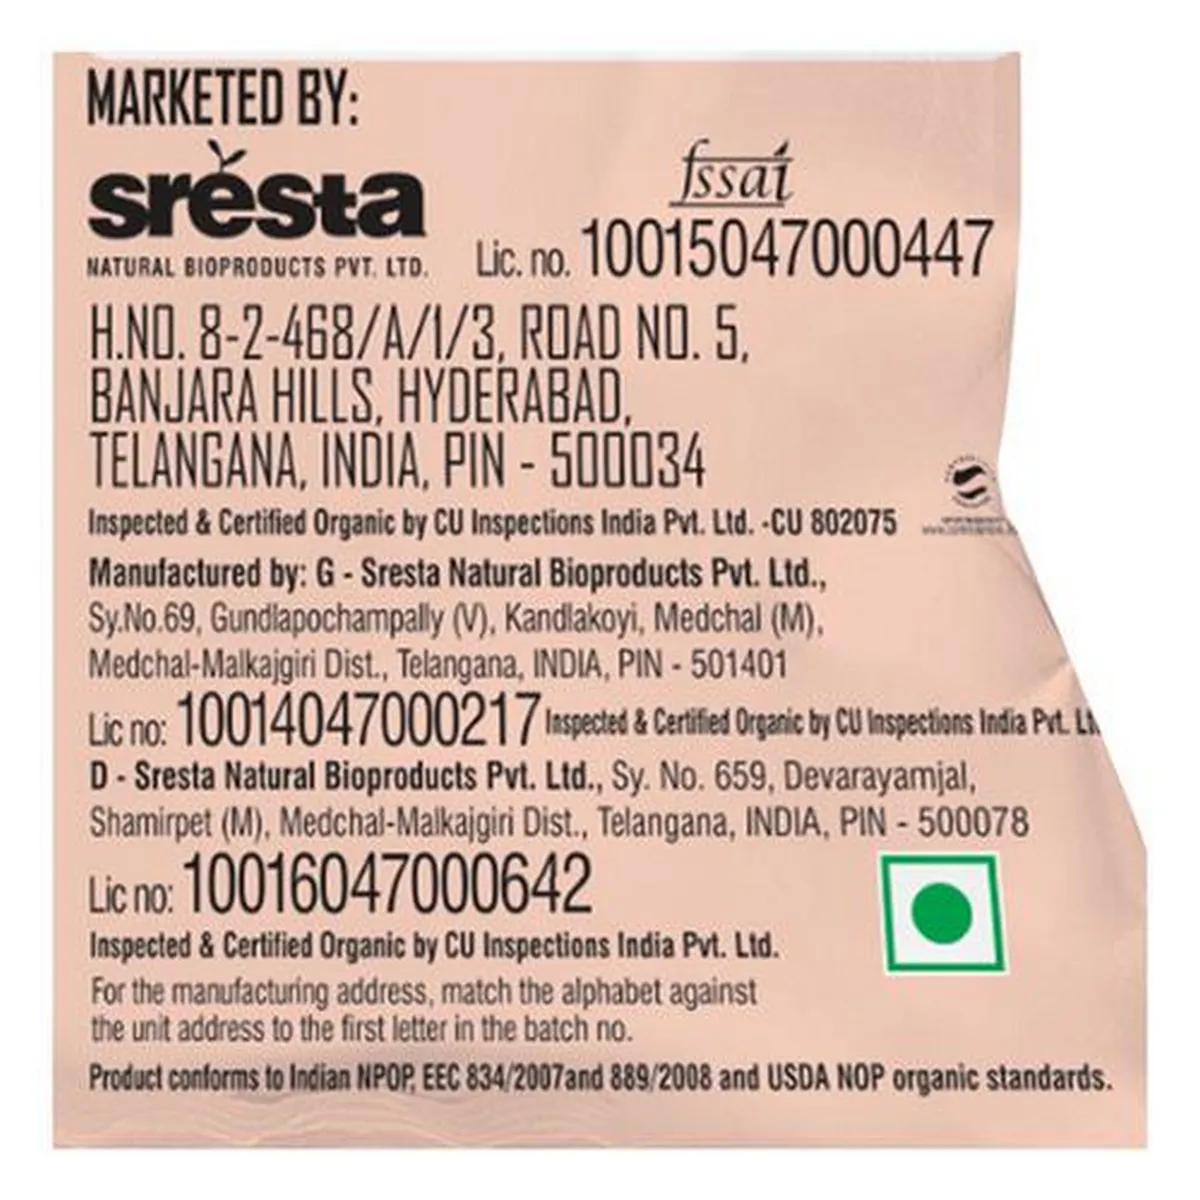 MARKETED BY:
sresta
NATURAL BIOPRODUCTS PVT. LTD.
fssai
Lic. no. 10015047000447
H.NO. 8-2-468/A/1/3, ROAD NO. 5,
BANJARA HILLS, HYDERABAD,
TELANGANA, INDIA, PIN - 500034
Inspected & Certified Organic by CU Inspections India Pvt. Ltd. -CU 802075
Manufactured by: G - Sresta Natural Bioproducts Pvt. Ltd.,
Sy.No.69, Gundlapochampally (V), Kandlakoyi, Medchal (M),
Medchal-Malkajgiri Dist., Telangana, INDIA, PIN - 501401
Lic no: 10014047000217 Inspected & Certified Organic by CU Inspections India Pvt. Lt
D - Sresta Natural Bioproducts Pvt. Ltd., Sy. No. 659, Devarayamjal,
Shamirpet (M), Medchal-Malkajgiri Dist., Telangana, INDIA, PIN - 500078
Lic no: 10016047000642
Inspected & Certified Organic by CU Inspections India Pvt. Ltd.
For the manufacturing address, match the alphabet against
the unit address to the first letter in the batch no.
Product conforms to Indian NPOP, EEC 834/2007and 889/2008 and USDA NOP organic standards.